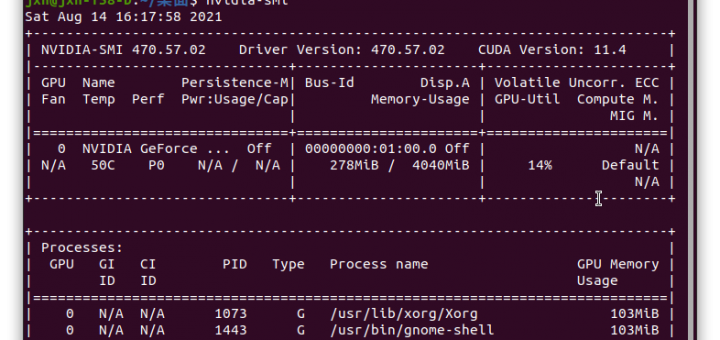 jxn@jxn-158-b:~/桌面$ nvidia-smi
Sat Aug 14 16:17:58 2021
+-----------------------------------------------------------------------------+
| NVIDIA-SMI 470.57.02    Driver Version: 470.57.02    CUDA Version: 11.4     |
|-------------------------------+----------------------+----------------------+
| GPU  Name        Persistence-M| Bus-Id        Disp.A | Volatile Uncorr. ECC |
| Fan  Temp  Perf  Pwr:Usage/Cap|         Memory-Usage | GPU-Util  Compute M. |
|                               |                      |               MIG M. |
|===============================+======================+======================|
|   0  NVIDIA GeForce ...  Off  | 00000000:01:00.0 Off |                  N/A |
| N/A   50C    P0    N/A /  N/A |    278MiB /  4040MiB |     14%      Default |
|                               |                      |                  N/A |
+-------------------------------+----------------------+----------------------+
+-----------------------------------------------------------------------------+
| Processes:                                                                  |
|  GPU   GI   CI        PID   Type   Process name                  GPU Memory |
|        ID   ID                                                   Usage      |
|=============================================================================|
|    0   N/A  N/A      1073      G   /usr/lib/xorg/Xorg                103MiB |
|    0   N/A  N/A      1443      G   /usr/bin/gnome-shell              103MiB |